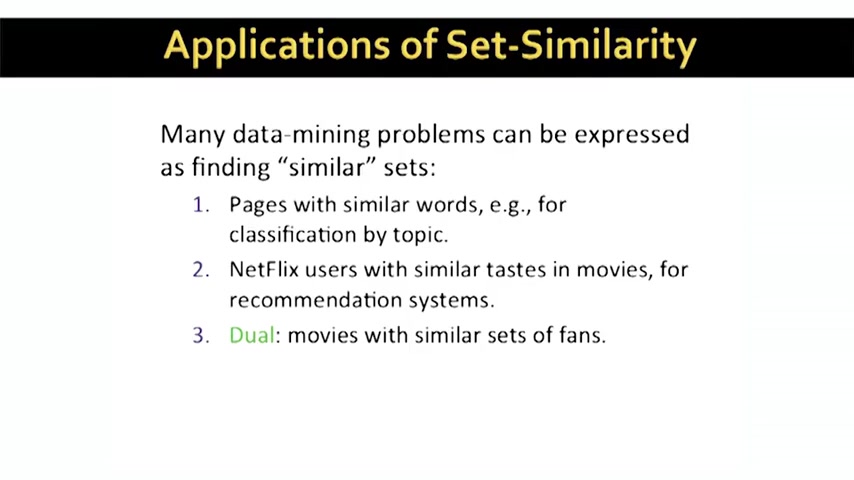 Applications of Set-Similarity
Many data-mining problems can be expressed
as finding “similar” sets:
1. Pages with similar words, e.g., for
classification by topic.
2. NetFlix users with similar tastes in movies, for
recommendation systems.
3. Dual: movies with similar sets of fans.